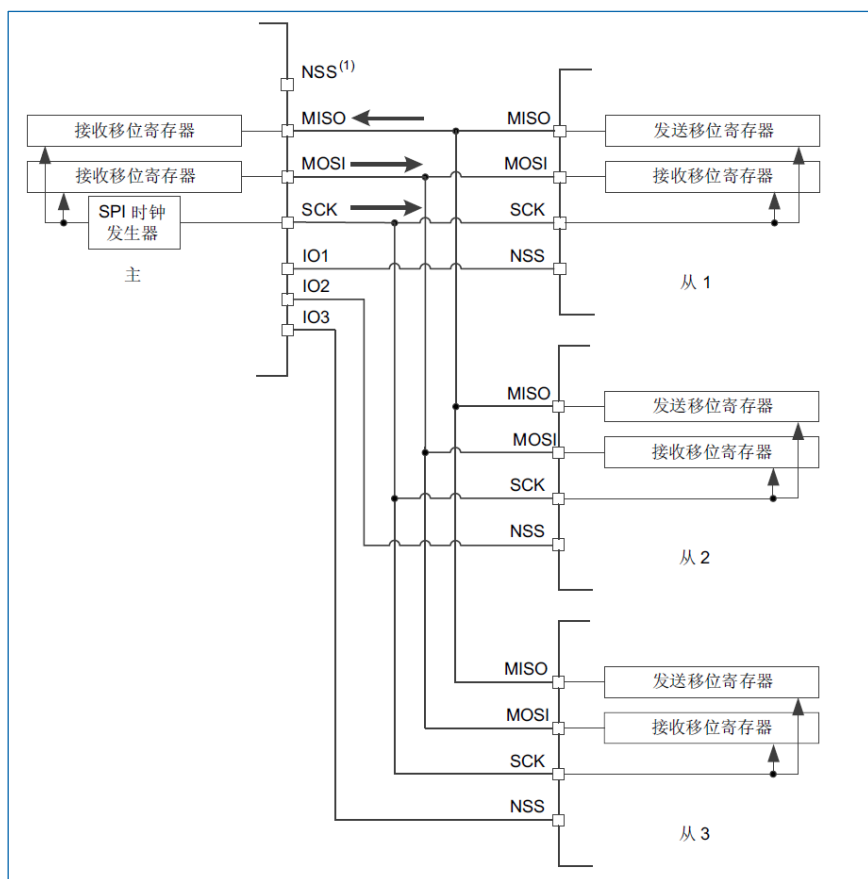 NSS(1)
MISO
MISO
接收移位寄存器
发送移位寄存器
MOSI
MOSI
接收移位寄存器
接收移位寄存器
SCK
SCK
SPI 时钟
发生器
IO1
NSS
主
从 1
IO2
IO3
MISO
发送移位寄存器
MOSI
接收移位寄存器
SCK
NSS
从 2
MISO
发送移位寄存器
MOSI
接收移位寄存器
SCK
NSS
从 3